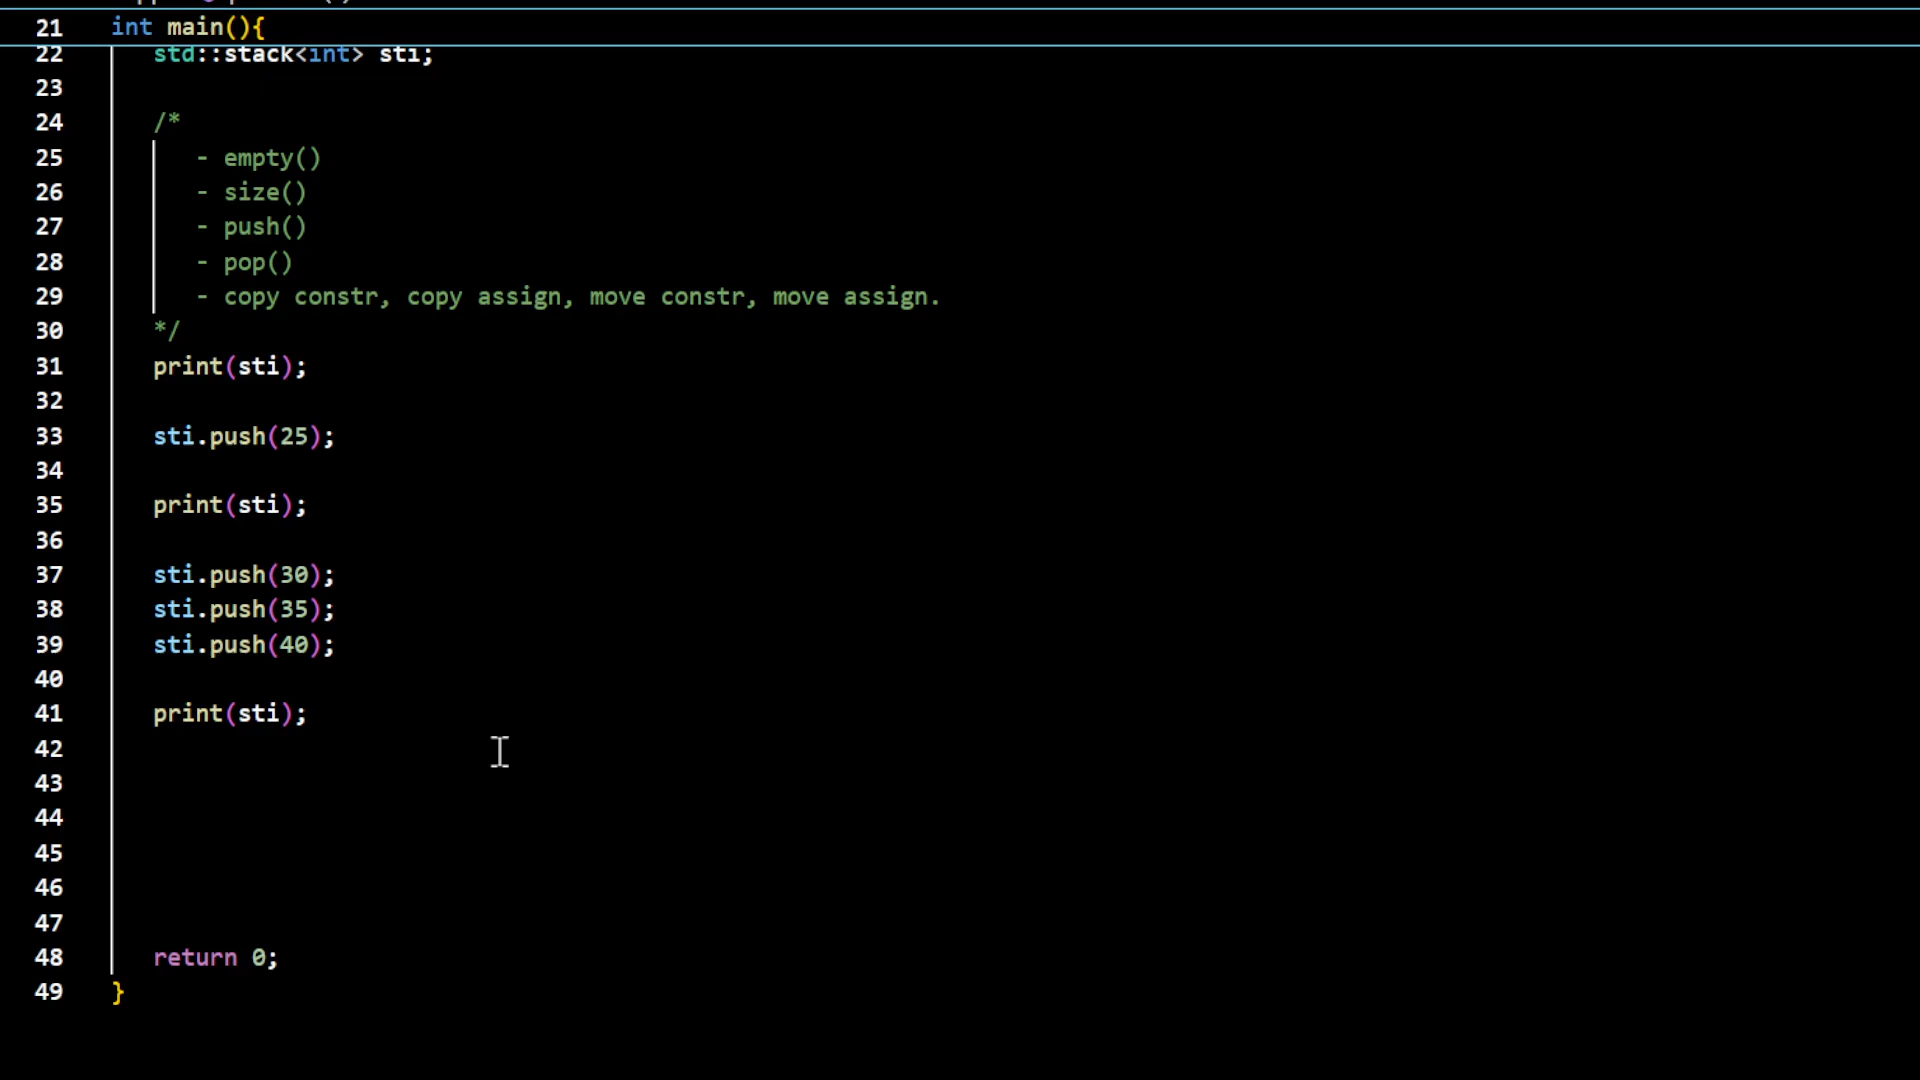 21 int main(){
22 std::stack<int> sti;
23
24 /*
25 - empty()
26 - size()
27 - push()
28 - pop()
29 - copy constr, copy assign, move constr, move assign.
30 */
31 print(sti);
32
33 sti.push(25);
34
35 print(sti);
36
37 sti.push(30);
38 sti.push(35);
39 sti.push(40);
40
41 print(sti);
42
43
44
45
46
47
48 return 0;
49 }